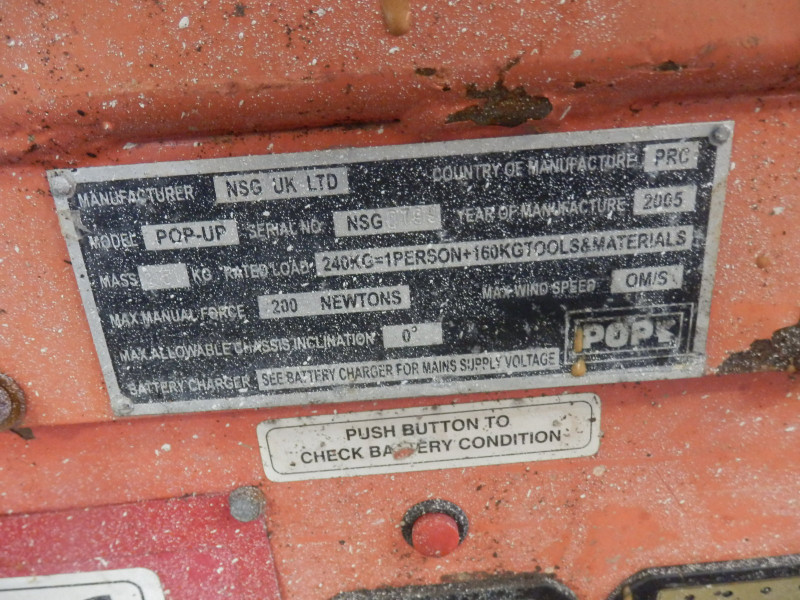 MANUFACTURER NSG UK LTD COUNTRY OF MANUFACTURE PRC
MODEL POP-UP SERIAL NO NSG YEAR OF MANUFACTURE 2005
MASS KG RATED LOAD 240KG=1PERSON+160KGTOOLS&MATERIALS
MAX MANUAL FORCE 200 NEWTONS MAX WIND SPEED OM/S
MAX ALLOWABLE CHASSIS INCLINATION 0°
BATTERY CHARGER SEE BATTERY CHARGER FOR MAINS SUPPLY VOLTAGE
PUSH BUTTON TO
CHECK BATTERY CONDITION